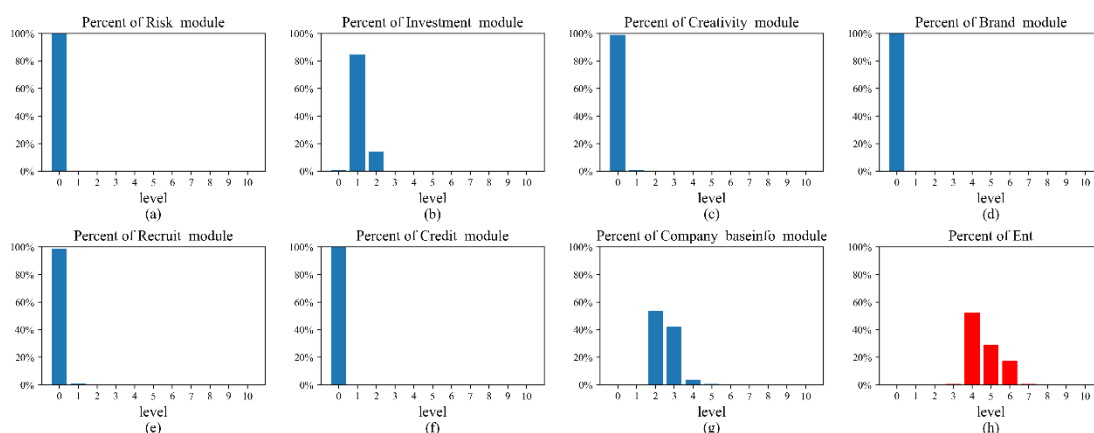 Percent of Risk module
100%
80%
60%
40%
20%
0%
0 1 2 3 4 5 6 7 8 9 10
level
(a)
Percent of Investment module
100%
80%
60%
40%
20%
0%
0 1 2 3 4 5 6 7 8 9 10
level
(b)
Percent of Creativity module
100%
80%
60%
40%
20%
0%
0 1 2 3 4 5 6 7 8 9 10
level
(c)
Percent of Brand module
100%
80%
60%
40%
20%
0%
0 1 2 3 4 5 6 7 8 9 10
level
(d)
Percent of Recruit module
100%
80%
60%
40%
20%
0%
0 1 2 3 4 5 6 7 8 9 10
level
(e)
Percent of Credit module
100%
80%
60%
40%
20%
0%
0 1 2 3 4 5 6 7 8 9 10
level
(f)
Percent of Company baseinfo module
100%
80%
60%
40%
20%
0%
0 1 2 3 4 5 6 7 8 9 10
level
(g)
Percent of Ent
100%
80%
60%
40%
20%
0%
0 1 2 3 4 5 6 7 8 9 10
level
(h)